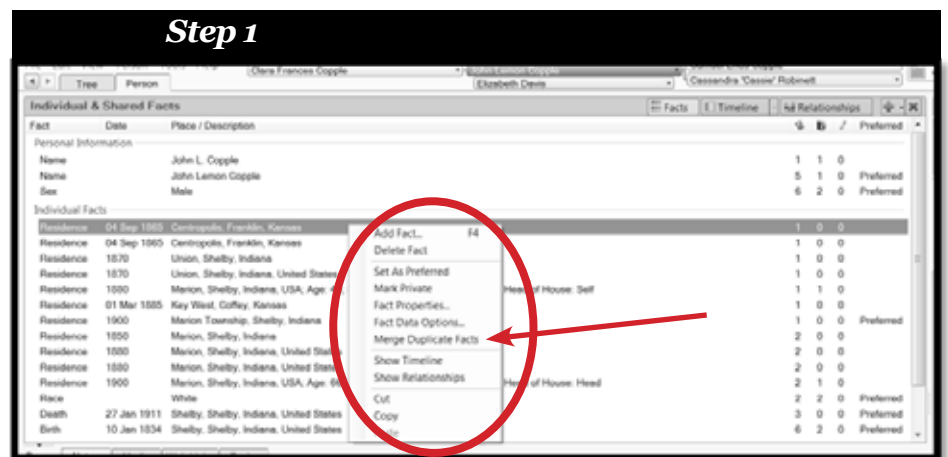 Step 1
Clara Frances Copple
Tree Person Elizabeth Davis Cassandra 'Cassie' Robinett
Individual & Shared Facts Facts Timeline Relationships
Fact Date Place / Description Preferred
Personal Information
Name John L. Copple 1 1 0
Name John Lemon Copple 5 1 0 Preferred
Sex Male 6 2 0 Preferred
Individual Facts
Residence 04 Sep 1865 Centropolis, Franklin, Kansas 1 0 0
Residence 04 Sep 1865 Centropolis, Franklin, Kansas 1 0 0
Residence 1870 Union, Shelby, Indiana 1 0 0
Residence 1870 Union, Shelby, Indiana, United States 1 0 0
Residence 1880 Marion, Shelby, Indiana, USA; Age: Head of House: Self 1 1 0
Residence 01 Mar 1885 Key West, Coffey, Kansas 1 0 0
Residence 1900 Marion Township, Shelby, Indiana 1 0 0 Preferred
Residence 1850 Marion, Shelby, Indiana 2 0 0
Residence 1880 Marion, Shelby, Indiana, United States 2 0 0
Residence 1880 Marion, Shelby, Indiana, United States 2 0 0
Residence 1900 Marion, Shelby, Indiana, USA; Age: Head of House: Head 2 1 0
Race White 2 2 0 Preferred
Death 27 Jan 1911 Shelby, Shelby, Indiana, United States 3 0 0 Preferred
Birth 10 Jan 1834 Shelby, Shelby, Indiana, United States 6 2 0 Preferred
Add Fact... F4
Delete Fact
Set As Preferred
Mark Private
Fact Properties...
Fact Data Options...
Merge Duplicate Facts
Show Timeline
Show Relationships
Cut
Copy